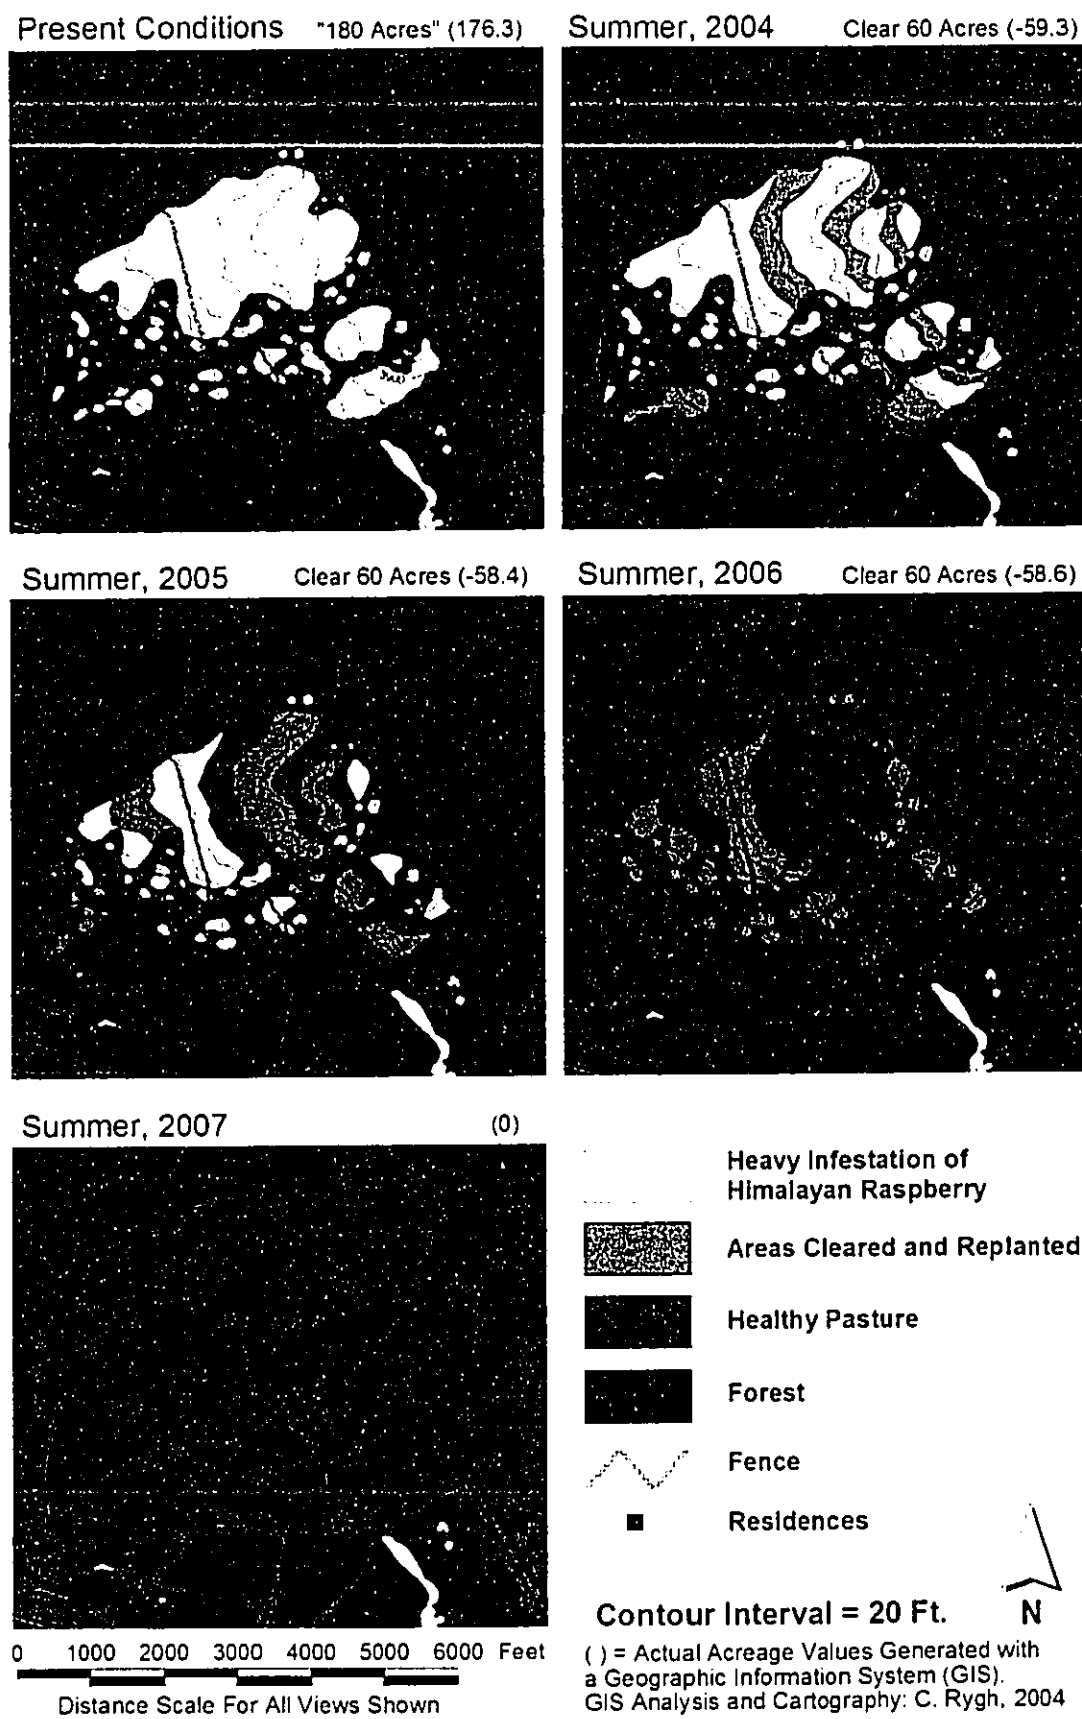 Present Conditions "180 Acres" (176.3)
Summer, 2004 Clear 60 Acres (-59.3)
Summer, 2005 Clear 60 Acres (-58.4)
Summer, 2006 Clear 60 Acres (-58.6)
Summer, 2007 (0)
Heavy Infestation of
Himalayan Raspberry
Areas Cleared and Replanted
Healthy Pasture
Forest
Fence
Residences
N
Contour Interval = 20 Ft.
( ) = Actual Acreage Values Generated with
a Geographic Information System (GIS).
GIS Analysis and Cartography: C. Rygh, 2004
0 1000 2000 3000 4000 5000 6000 Feet
Distance Scale For All Views Shown